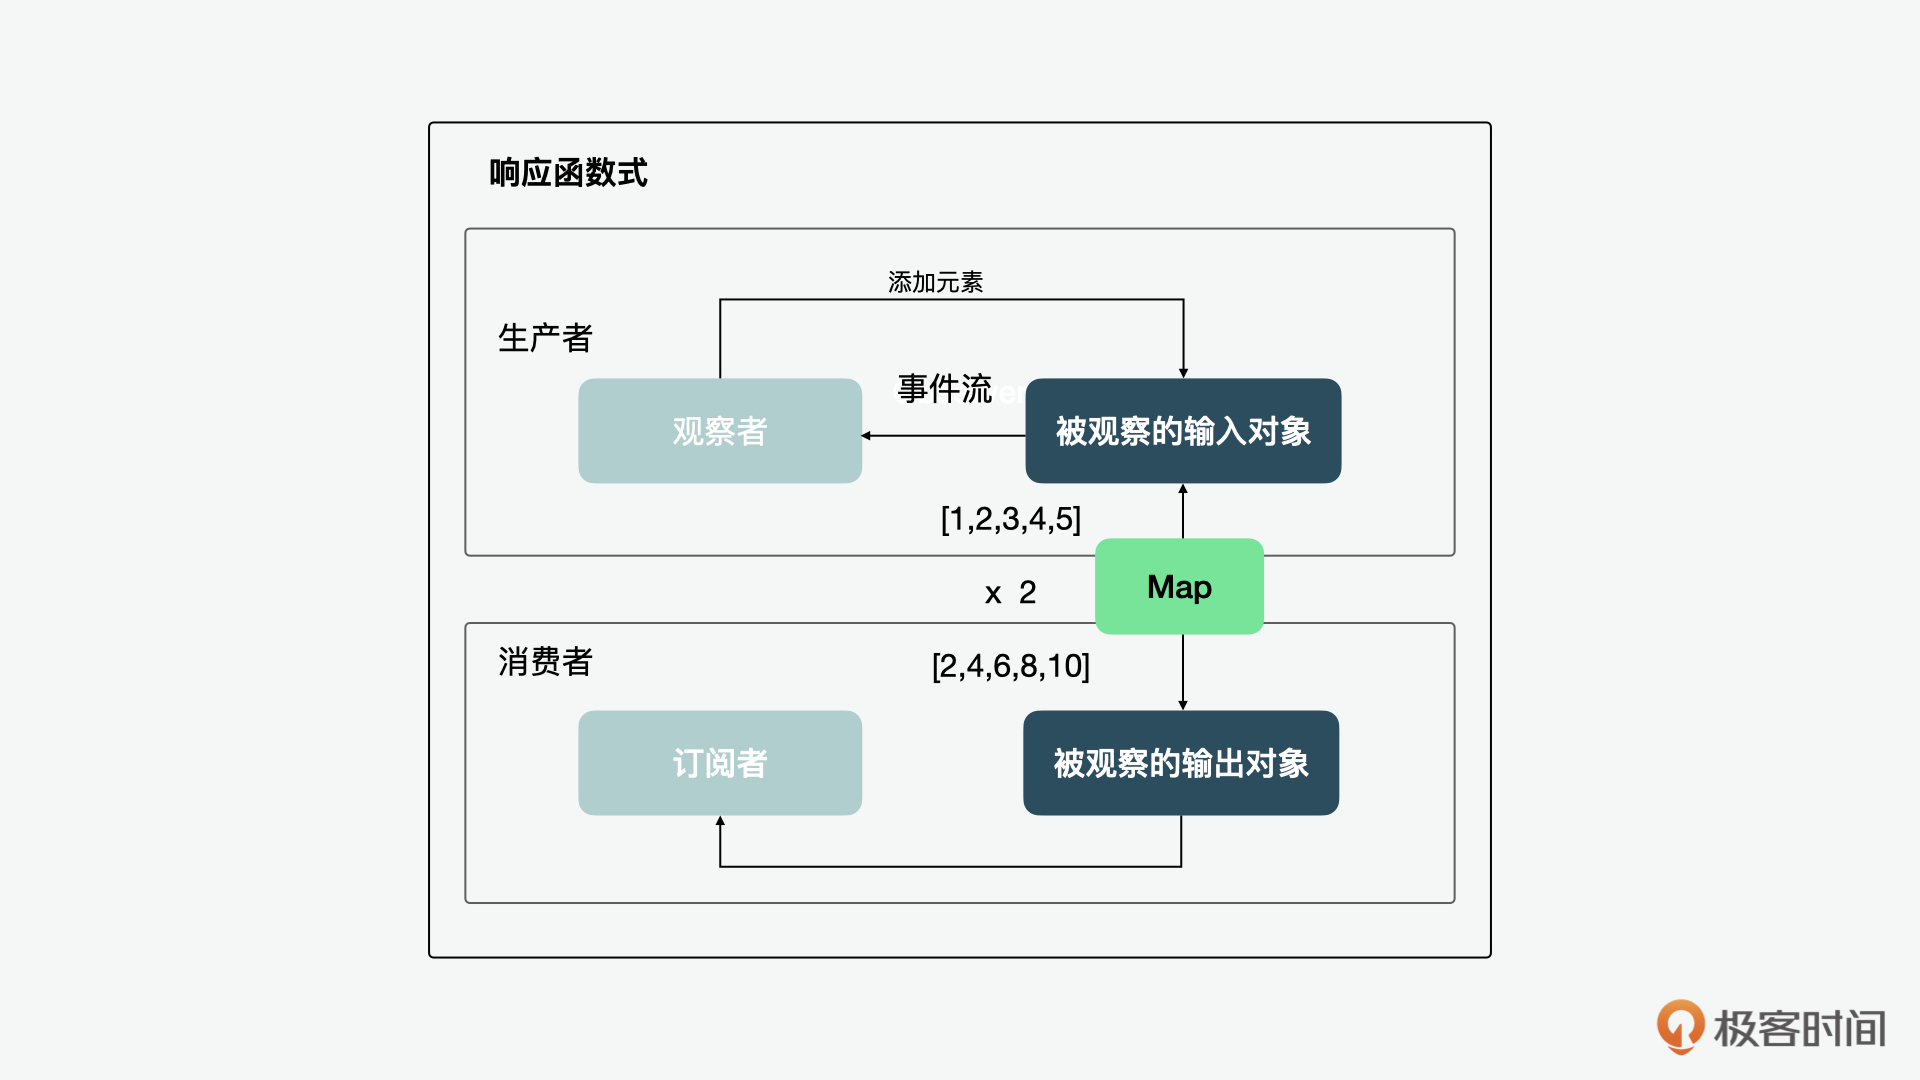 响应函数式
添加元素
生产者
事件流
观察者
被观察的输入对象
[1,2,3,4,5]
Map
x 2
消费者
[2,4,6,8,10]
订阅者
被观察的输出对象
极客时间